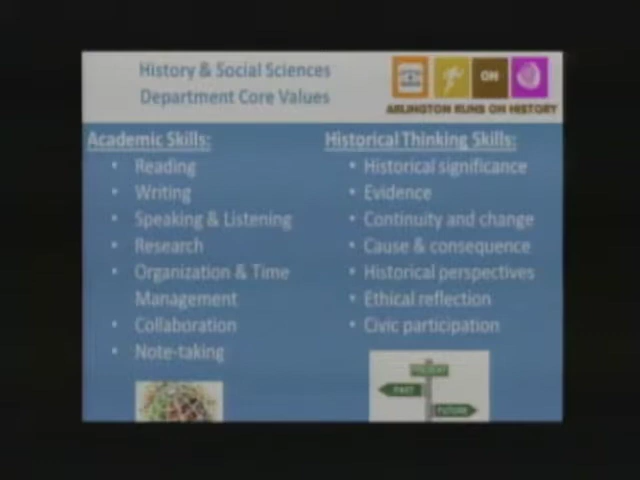 History & Social Sciences
Department Core Values
ON
ARLINGTON RUNS ON HISTORY
Academic Skills:
• Reading
• Writing
• Speaking & Listening
• Research
• Organization & Time
Management
• Collaboration
• Note-taking
Historical Thinking Skills:
• Historical significance
• Evidence
• Continuity and change
• Cause & consequence
• Historical perspectives
• Ethical reflection
• Civic participation
PRESENT
PAST
FUTURE